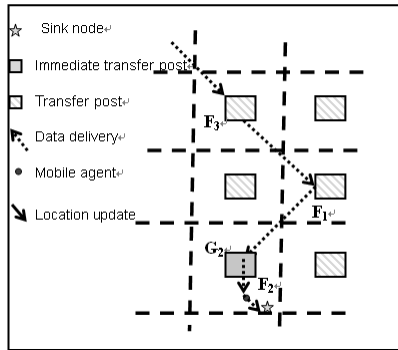 Sink node
Immediate transfer post
Transfer post
Data delivery
Mobile agent
Location update
F3
F1
G2
F2